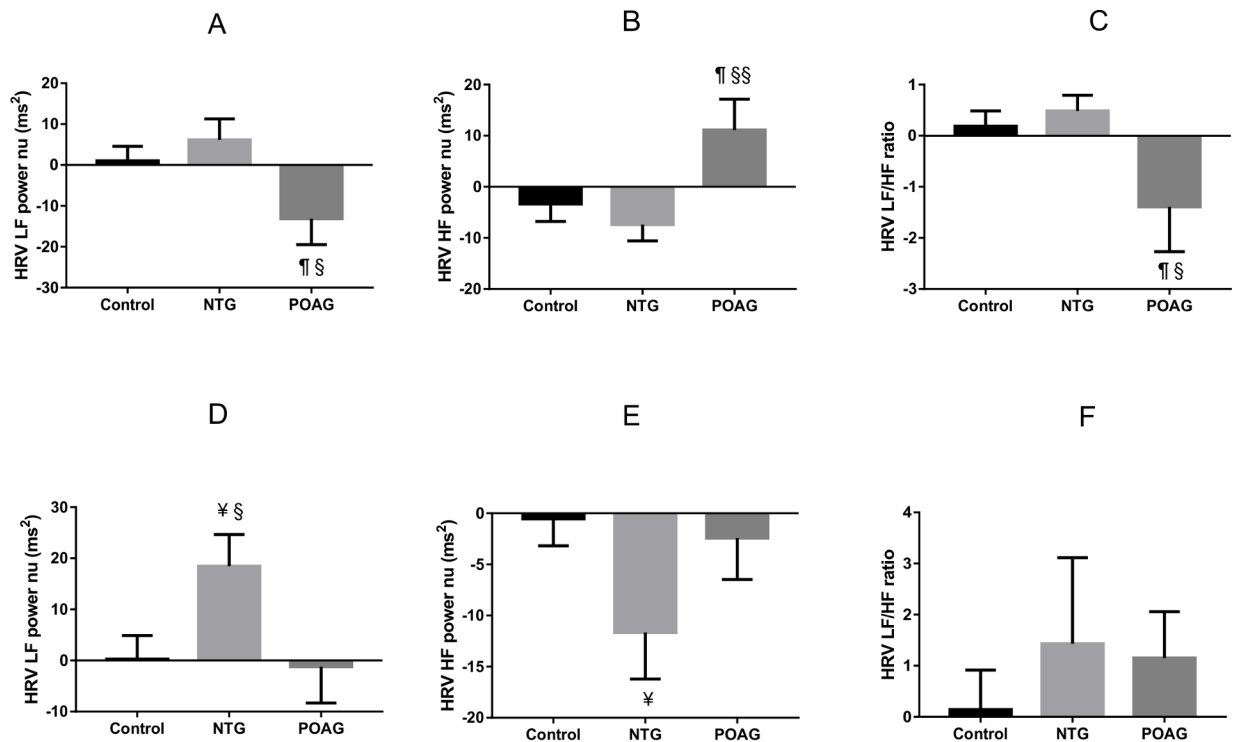 A
HRV LF power nu (ms²)
20
10
0
-10
-20
-30
¶ §
Control NTG POAG
B
HRV HF power nu (ms²)
20
10
0
-10
-20
¶ §§
Control NTG POAG
C
HRV LF/HF ratio
1
0
-1
-2
-3
¶ §
Control NTG POAG
D
HRV LF power nu (ms²)
30
20
10
0
-10
¥ §
Control NTG POAG
E
HRV HF power nu (ms²)
0
-5
-10
-15
-20
¥
Control NTG POAG
F
HRV LF/HF ratio
4
3
2
1
0
Control NTG POAG